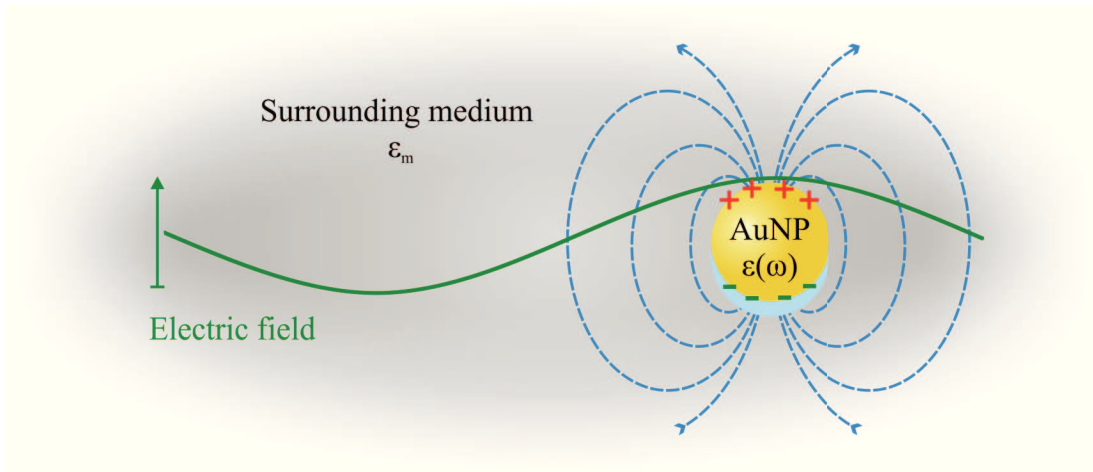 Surrounding medium
εₘ
+ + + +
AuNP
ε(ω)
- - - -
Electric field